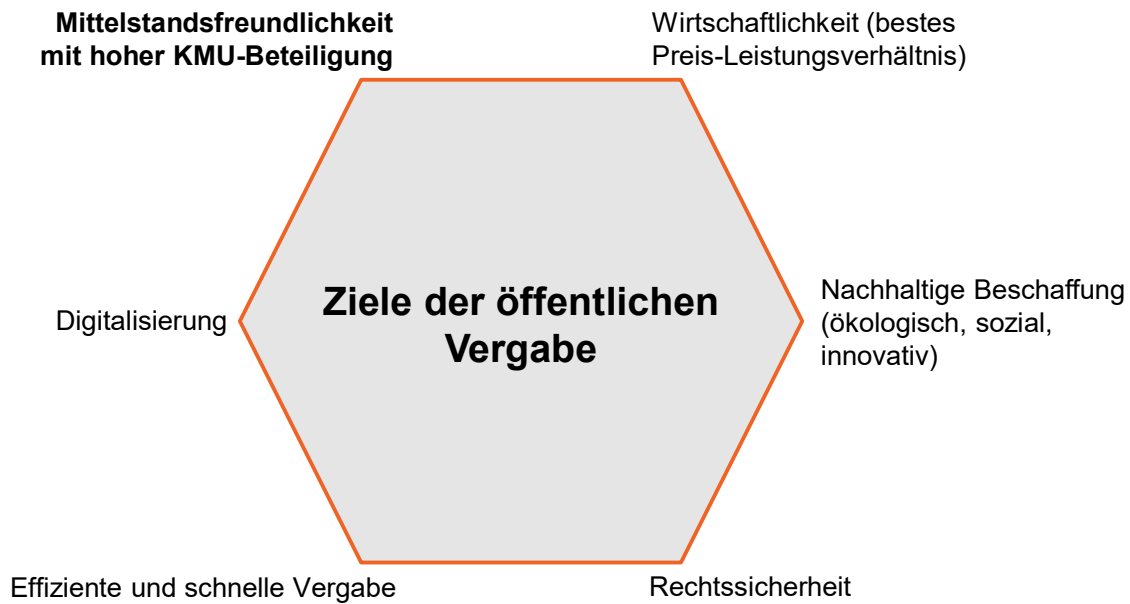 Mittelstandsfreundlichkeit
mit hoher KMU-Beteiligung
Wirtschaftlichkeit (bestes
Preis-Leistungsverhältnis)
Digitalisierung
Ziele der öffentlichen
Vergabe
Nachhaltige Beschaffung
(ökologisch, sozial,
innovativ)
Effiziente und schnelle Vergabe
Rechtssicherheit